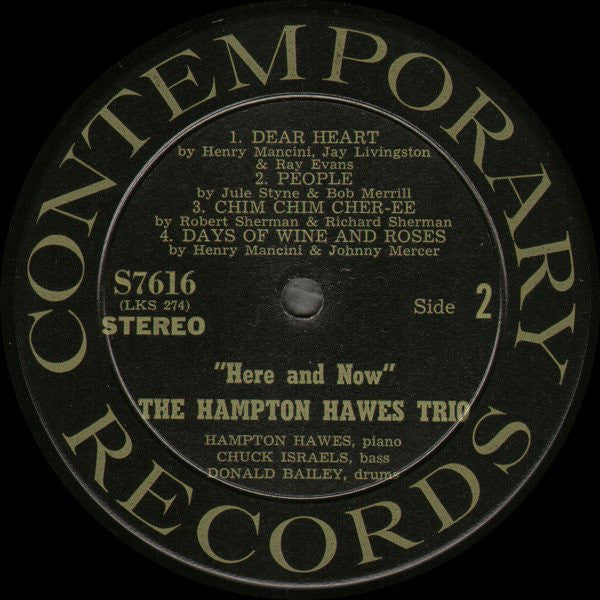 CONTEMPORARY
RECORDS
1. DEAR HEART
by Henry Mancini, Jay Livingston
& Ray Evans
2. PEOPLE
by Jule Styne & Bob Merrill
3. CHIM CHIM CHER-EE
by Robert Sherman & Richard Sherman
4. DAYS OF WINE AND ROSES
by Henry Mancini & Johnny Mercer
S7616
(LKS 274)
STEREO
Side 2
"Here and Now"
THE HAMPTON HAWES TRIO
HAMPTON HAWES, piano
CHUCK ISRAELS, bass
DONALD BAILEY, drums